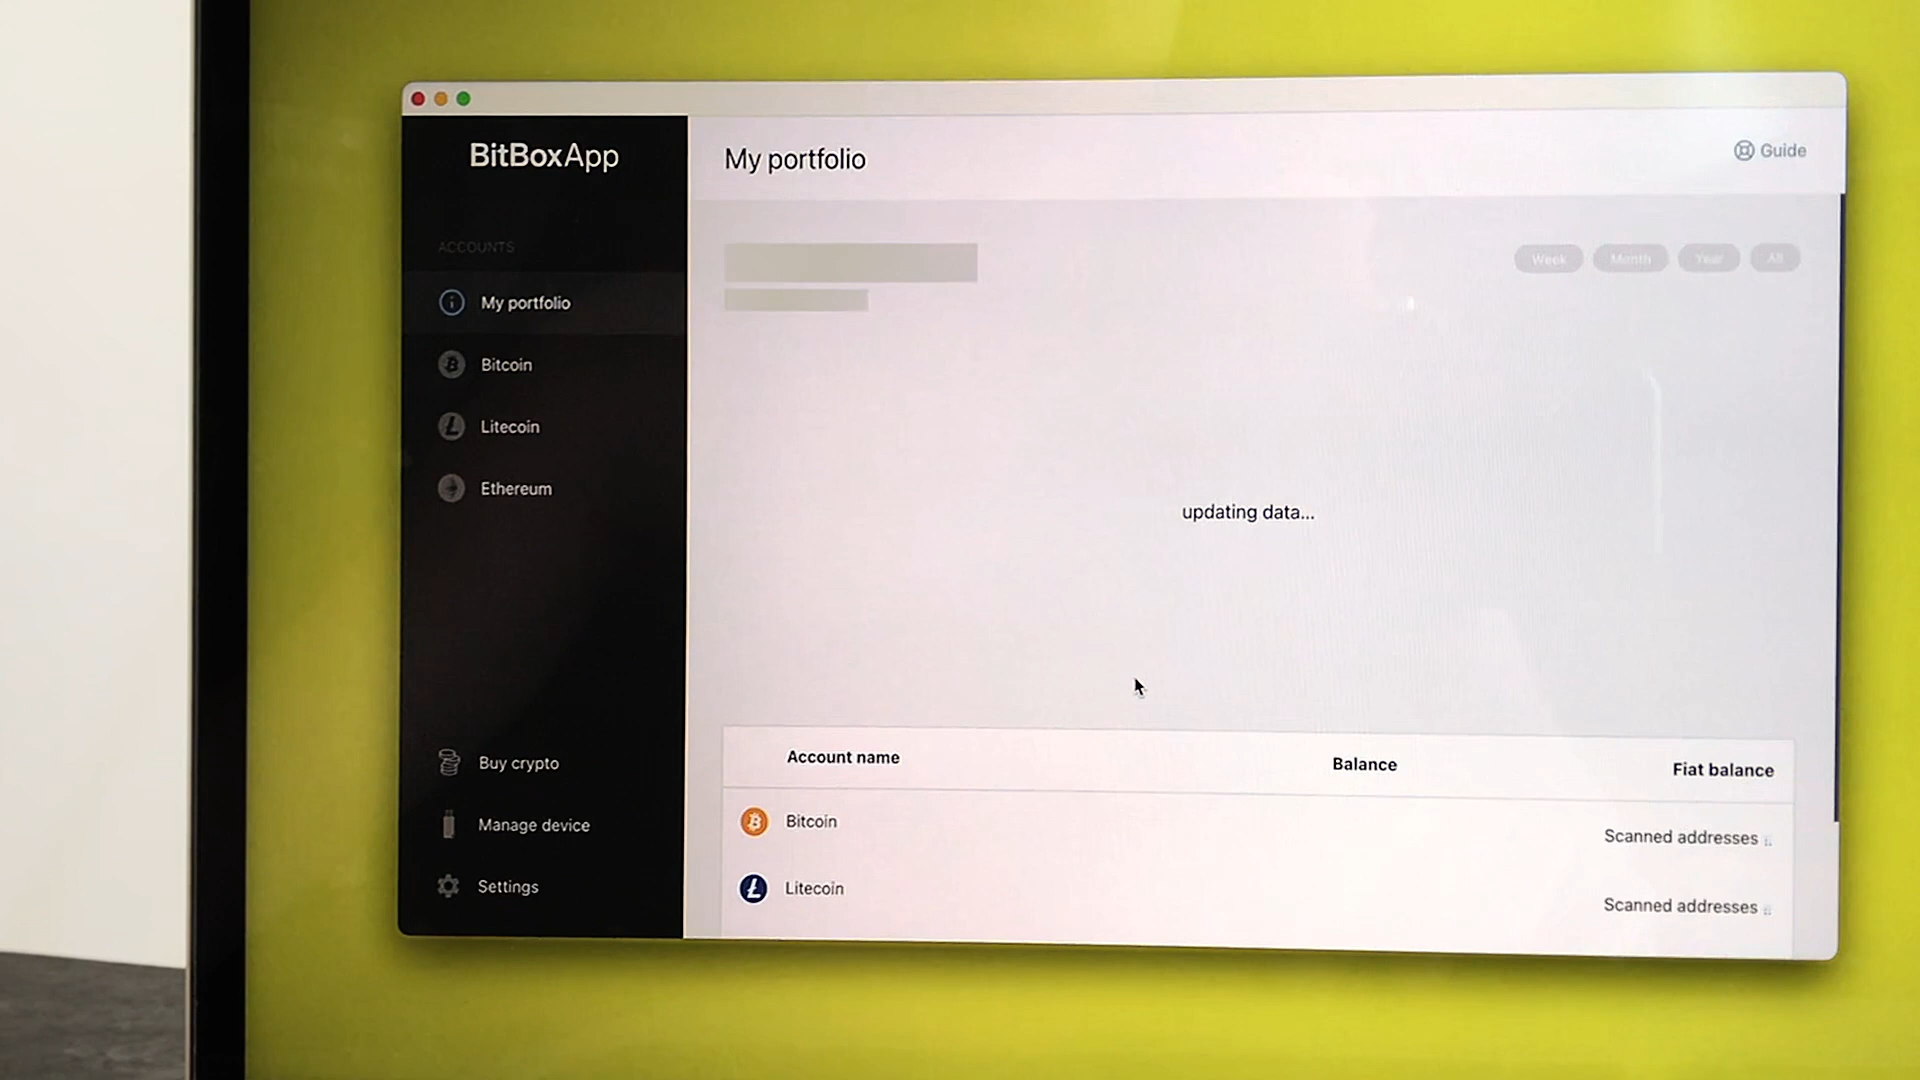 BitBoxApp
ACCOUNTS
My portfolio
Bitcoin
Litecoin
Ethereum
Buy crypto
Manage device
Settings
My portfolio
Guide
Week Month Year All
updating data...
Account name Balance Fiat balance
Bitcoin Scanned addresses
Litecoin Scanned addresses